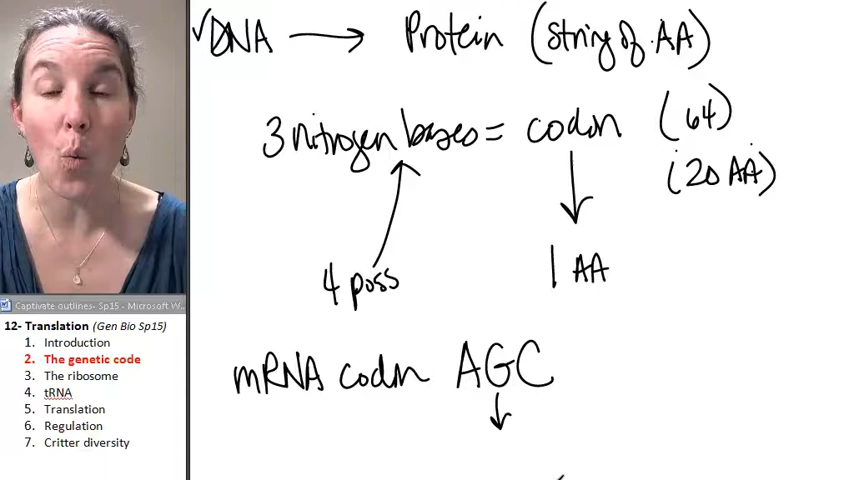 ✓DNA → Protein (string of AA)
3 nitrogen bases = codon (64)
(20 AA)
4 poss
1 AA
mRNA codon AGC
Captivate outlines- Sp15 - Microsoft W...
12- Translation (Gen Bio Sp15)
1. Introduction
2. The genetic code
3. The ribosome
4. tRNA
5. Translation
6. Regulation
7. Critter diversity